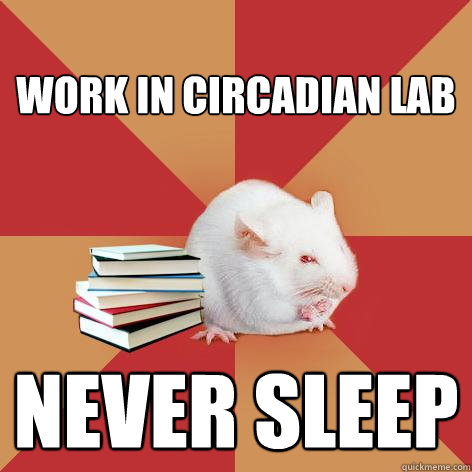 WORK IN CIRCADIAN LAB
NEVER SLEEP
quickmeme.com